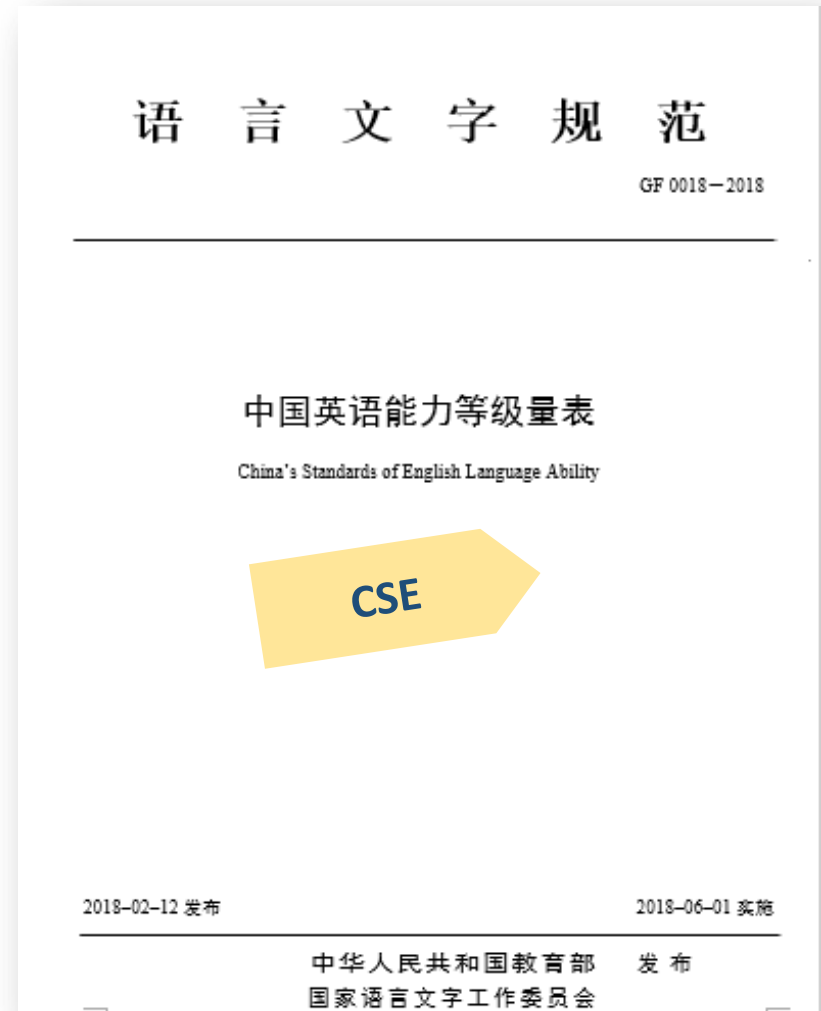 语言文字规范
GF 0018－2018
中国英语能力等级量表
China's Standards of English Language Ability
CSE
2018–02–12 发布
2018–06–01 实施
中华人民共和国教育部 发布
国家语言文字工作委员会